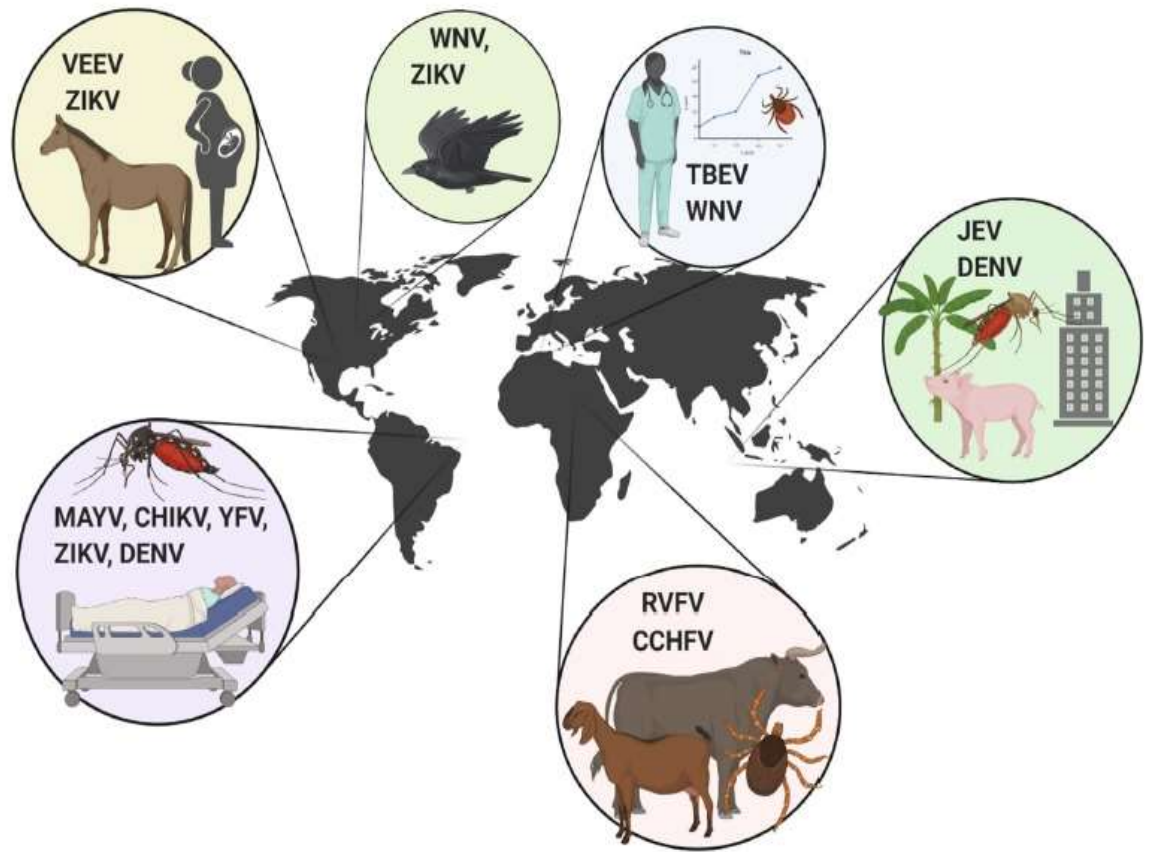 VEEV
ZIKV
WNV,
ZIKV
TBEV
WNV
JEV
DENV
MAYV, CHIKV, YFV,
ZIKV, DENV
RVFV
CCHFV